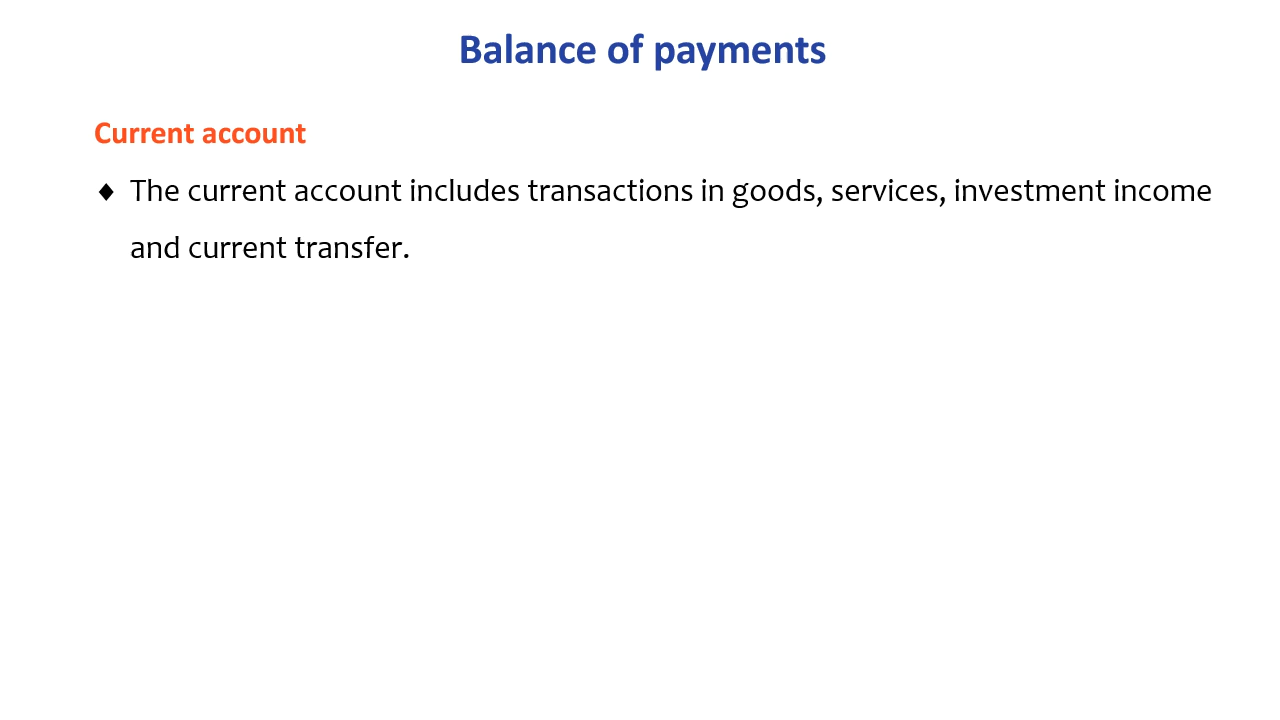 Balance of payments
Current account
♦ The current account includes transactions in goods, services, investment income
and current transfer.